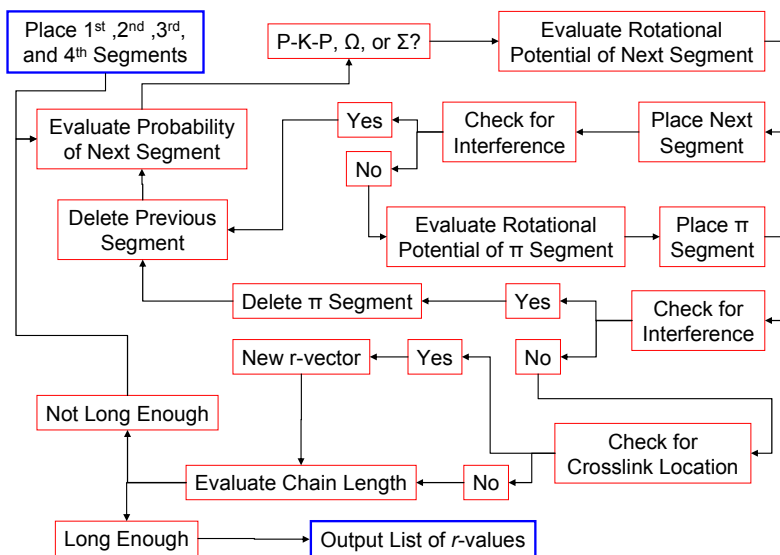 Place 1st ,2nd ,3rd,
and 4th Segments
P-K-P, Ω, or Σ?
Evaluate Rotational
Potential of Next Segment
Evaluate Probability
of Next Segment
Yes
Check for
Interference
Place Next
Segment
No
Delete Previous
Segment
Evaluate Rotational
Potential of π Segment
Place π
Segment
Delete π Segment
Yes
Check for
Interference
No
New r-vector
Yes
Not Long Enough
Check for
Crosslink Location
Evaluate Chain Length
No
Long Enough
Output List of r-values